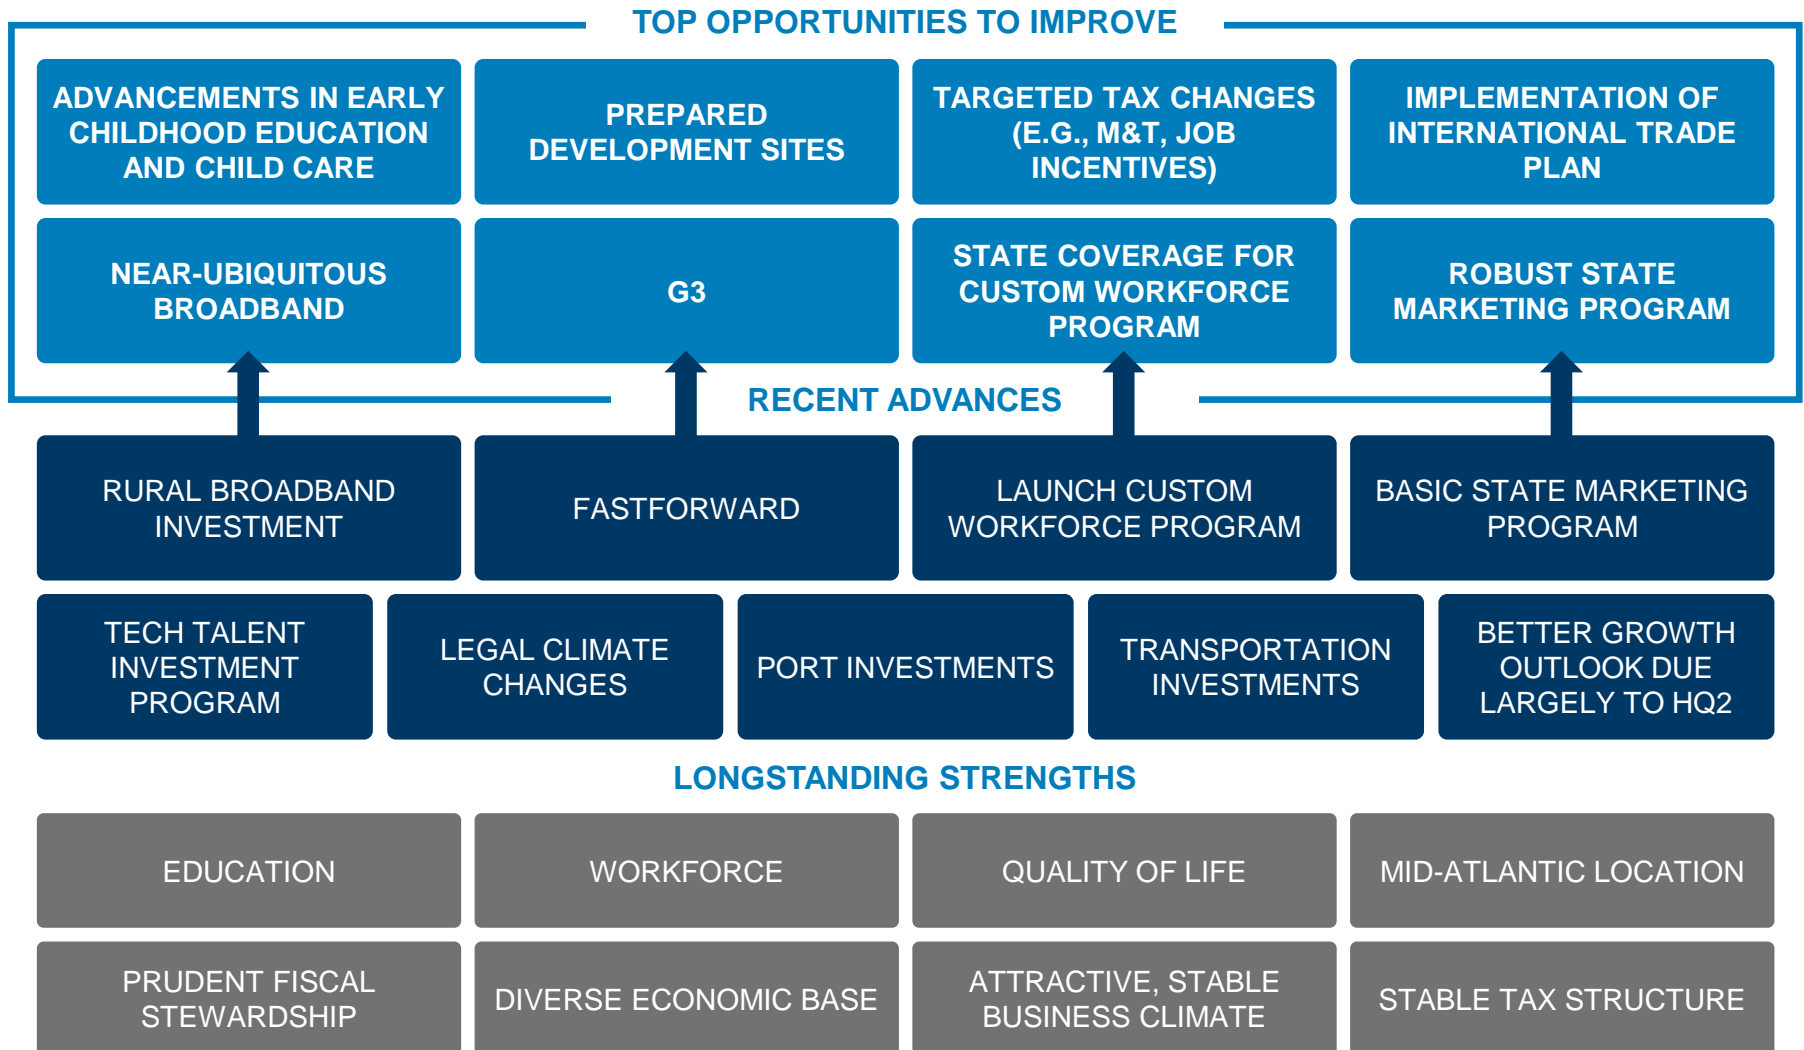 TOP OPPORTUNITIES TO IMPROVE
ADVANCEMENTS IN EARLY
CHILDHOOD EDUCATION
AND CHILD CARE
PREPARED
DEVELOPMENT SITES
TARGETED TAX CHANGES
(E.G., M&T, JOB
INCENTIVES)
IMPLEMENTATION OF
INTERNATIONAL TRADE
PLAN
NEAR-UBIQUITOUS
BROADBAND
G3
STATE COVERAGE FOR
CUSTOM WORKFORCE
PROGRAM
ROBUST STATE
MARKETING PROGRAM
RECENT ADVANCES
RURAL BROADBAND
INVESTMENT
FASTFORWARD
LAUNCH CUSTOM
WORKFORCE PROGRAM
BASIC STATE MARKETING
PROGRAM
TECH TALENT
INVESTMENT
PROGRAM
LEGAL CLIMATE
CHANGES
PORT INVESTMENTS
TRANSPORTATION
INVESTMENTS
BETTER GROWTH
OUTLOOK DUE
LARGELY TO HQ2
LONGSTANDING STRENGTHS
EDUCATION
WORKFORCE
QUALITY OF LIFE
MID-ATLANTIC LOCATION
PRUDENT FISCAL
STEWARDSHIP
DIVERSE ECONOMIC BASE
ATTRACTIVE, STABLE
BUSINESS CLIMATE
STABLE TAX STRUCTURE